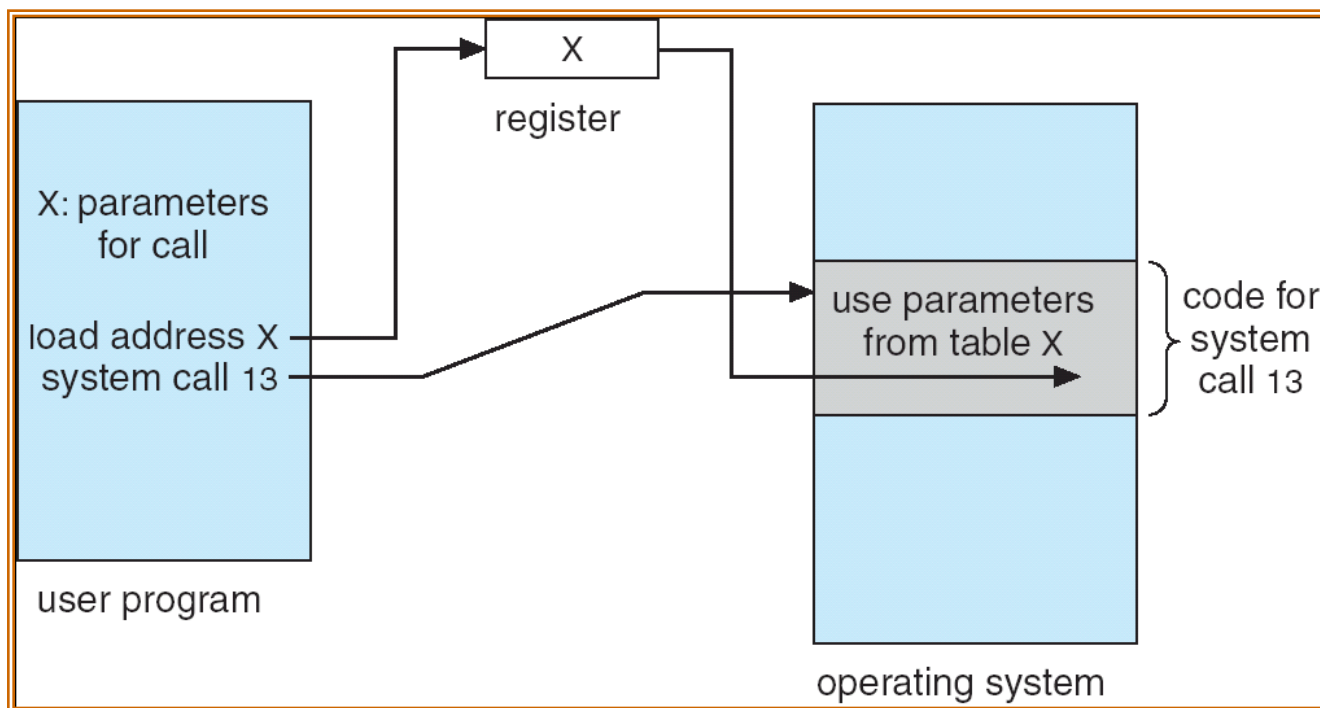 X
register
X: parameters
for call
load address X
system call 13
user program
use parameters
from table X
code for
system
call 13
operating system